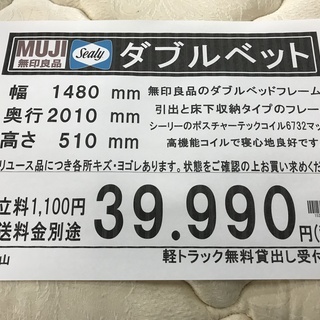 MUJI
無印良品
Sealy
ダブルベット
幅 1480 mm
無印良品のダブルベッドフレーム
奥行 2010 mm
引出と床下収納タイプのフレー
シーリーのポスチャーテックコイル6732マッ
高さ 510 mm
高機能コイルで寝心地良好です
リユース品につき各所キズ・ヨゴレあります。状態をご確認の上お買い求めくだ
立料1,100円
送料金別途
39.990円
山
軽トラック無料貸出し受付